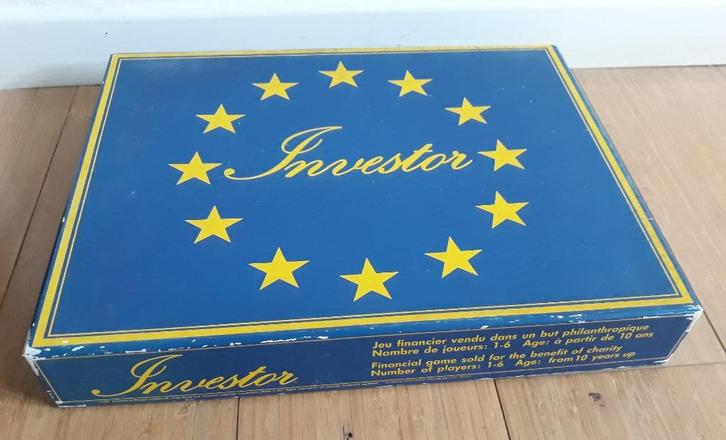 Investor
Investor
Jeu financier vendu dans un but philanthropique
Nombre de joueurs: 1-6 Age: à partir de 10 ans
Financial game sold for the benefit of charity
Number of players: 1-6 Age: from 10 years up